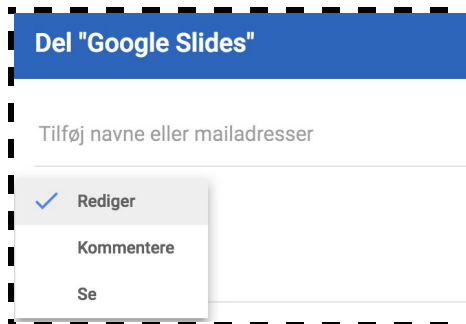 Del "Google Slides"
Tilføj navne eller mailadresser
Rediger
Kommentere
Se